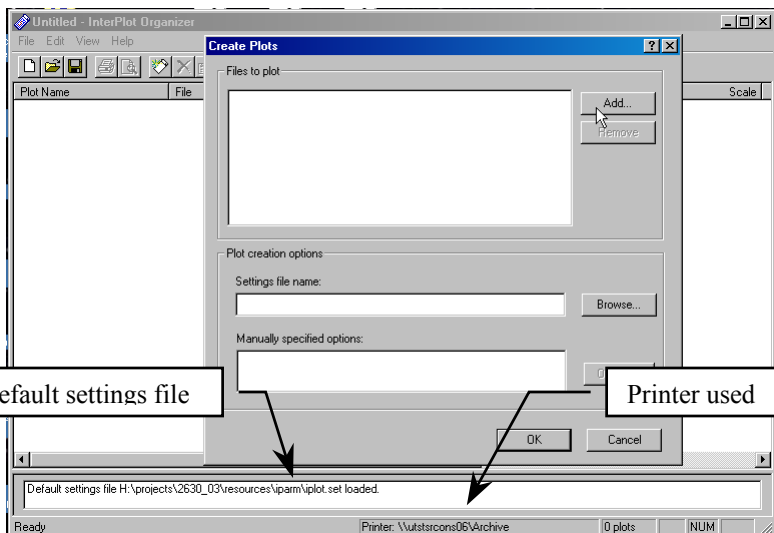 Untitled - InterPlot Organizer
File Edit View Help
Plot Name File Scale
Create Plots
Files to plot
Add...
Remove
Plot creation options
Settings file name:
Browse...
Manually specified options:
efault settings file
Printer used
OK Cancel
Default settings file H:\projects\2630_03\resources\iparm\iplot.set loaded.
Ready Printer: \\utstsrcons06\Archive 0 plots NUM